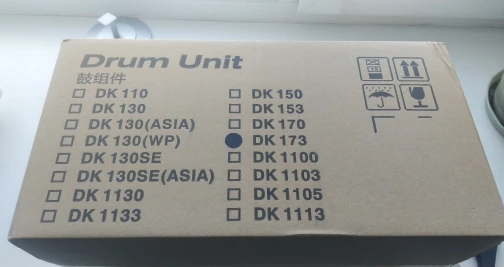 Drum Unit
鼓组件
DK 110
DK 130
DK 130(ASIA)
DK 130(WP)
DK 130SE
DK 130SE(ASIA)
DK 1130
DK 1133
DK 150
DK 153
DK 170
DK 173
DK 1100
DK 1103
DK 1105
DK 1113